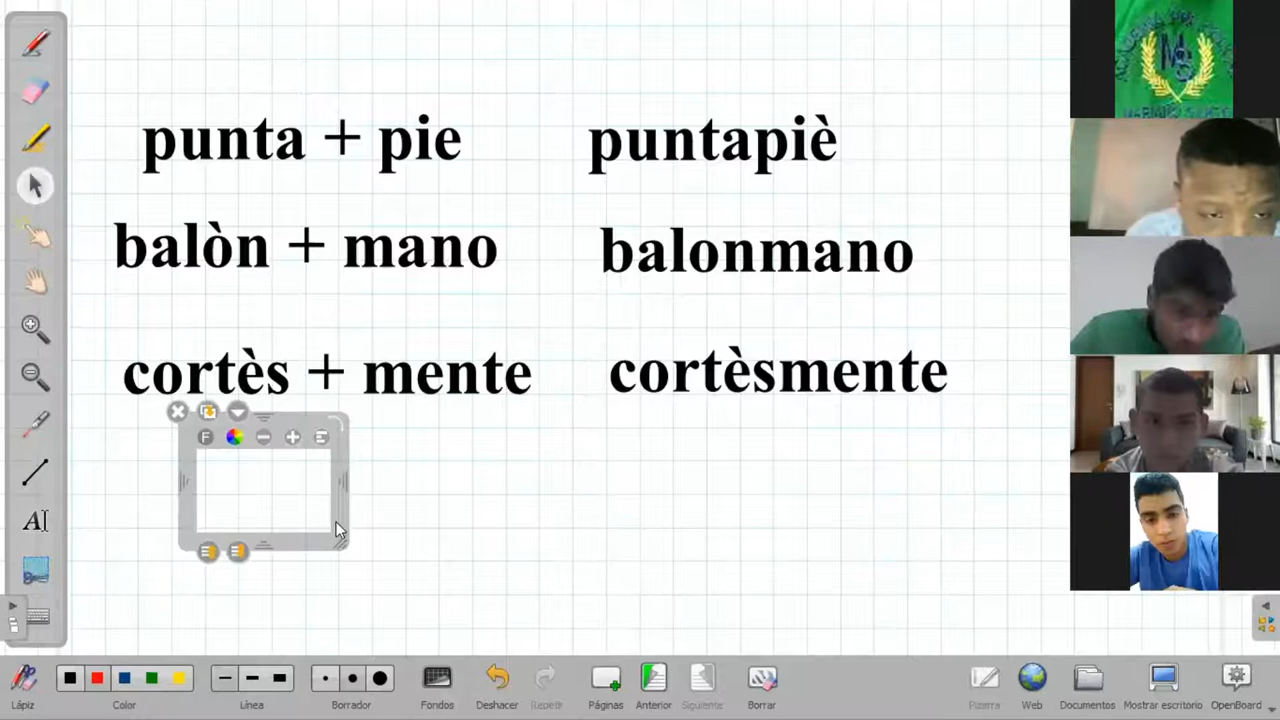 punta + pie puntapiè
balòn + mano balonmano
cortès + mente cortèsmente
F
AI
Lápiz Color Línea Borrador Fondos Deshacer Repetir Páginas Anterior Siguiente Borrar Pizarra Web Documentos Mostrar escritorio OpenBoard